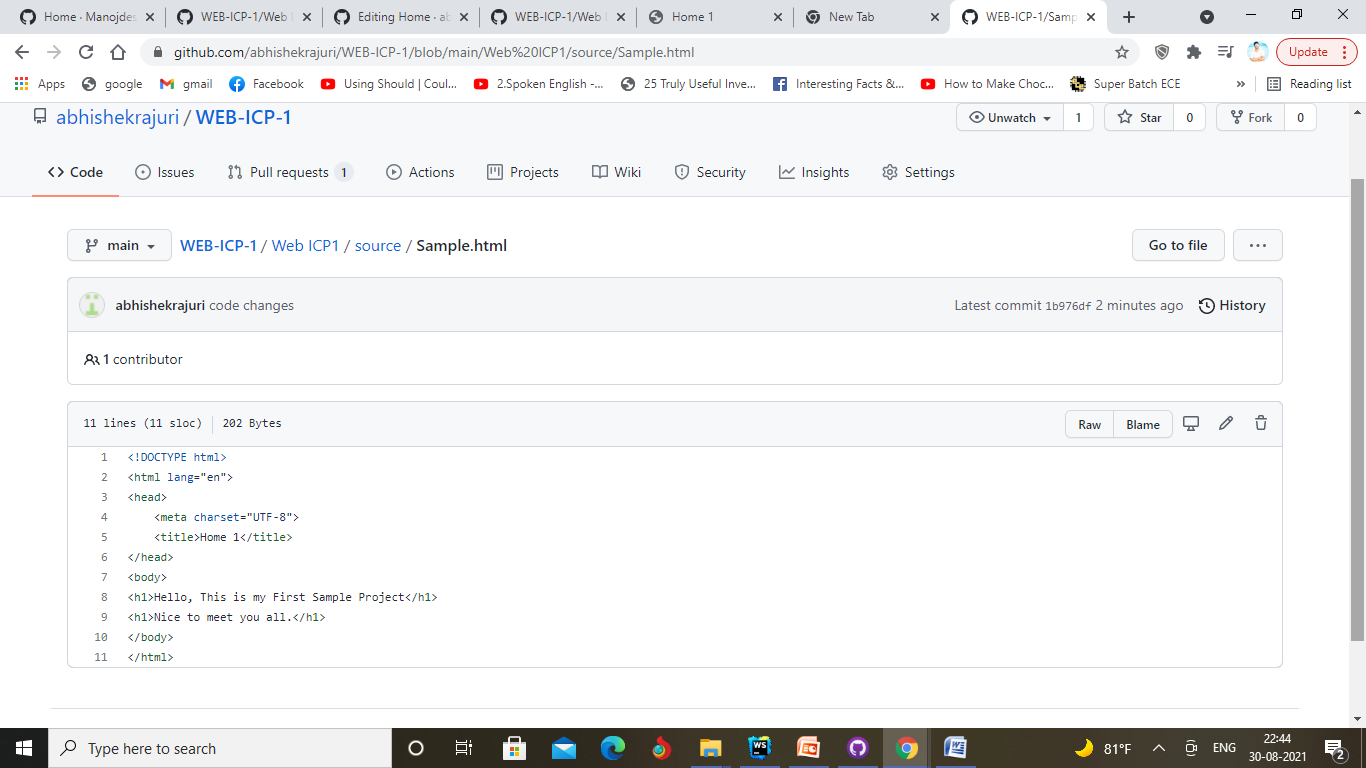 Home · Manojdes
WEB-ICP-1/Web I
Editing Home · ab
WEB-ICP-1/Web I
Home 1
New Tab
WEB-ICP-1/Samp
github.com/abhishekrajuri/WEB-ICP-1/blob/main/Web%20ICP1/source/Sample.html
Update
Apps google gmail Facebook Using Should | Coul... 2.Spoken English -... 25 Truly Useful Inve... Interesting Facts &... How to Make Choc... Super Batch ECE » Reading list
abhishekrajuri / WEB-ICP-1
Unwatch 1 Star 0 Fork 0
Code Issues Pull requests 1 Actions Projects Wiki Security Insights Settings
main WEB-ICP-1 / Web ICP1 / source / Sample.html Go to file ...
abhishekrajuri code changes Latest commit 1b976df 2 minutes ago History
1 contributor
11 lines (11 sloc) 202 Bytes Raw Blame
1 <!DOCTYPE html>
2 <html lang="en">
3 <head>
4 <meta charset="UTF-8">
5 <title>Home 1</title>
6 </head>
7 <body>
8 <h1>Hello, This is my First Sample Project</h1>
9 <h1>Nice to meet you all.</h1>
10 </body>
11 </html>
Type here to search
WS
81°F
ENG
22:44
30-08-2021
2